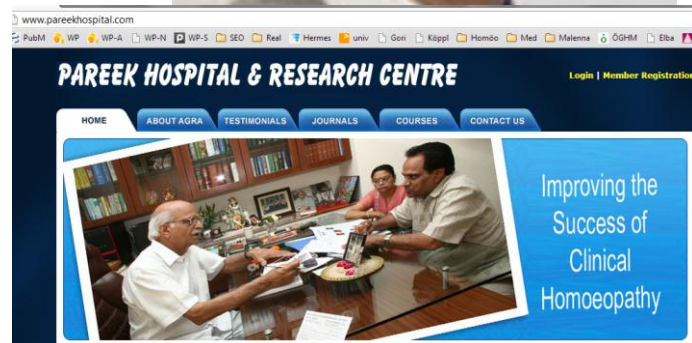 www.pareekhospital.com
PubM WP WP-A WP-N WP-S SEO Real Hermes univ Gori Köppl Homöo Med Malenna ÖGHM Elba
PAREEK HOSPITAL & RESEARCH CENTRE
Login | Member Registration
HOME ABOUT AGRA TESTIMONIALS JOURNALS COURSES CONTACT US
Improving the
Success of
Clinical
Homoeopathy